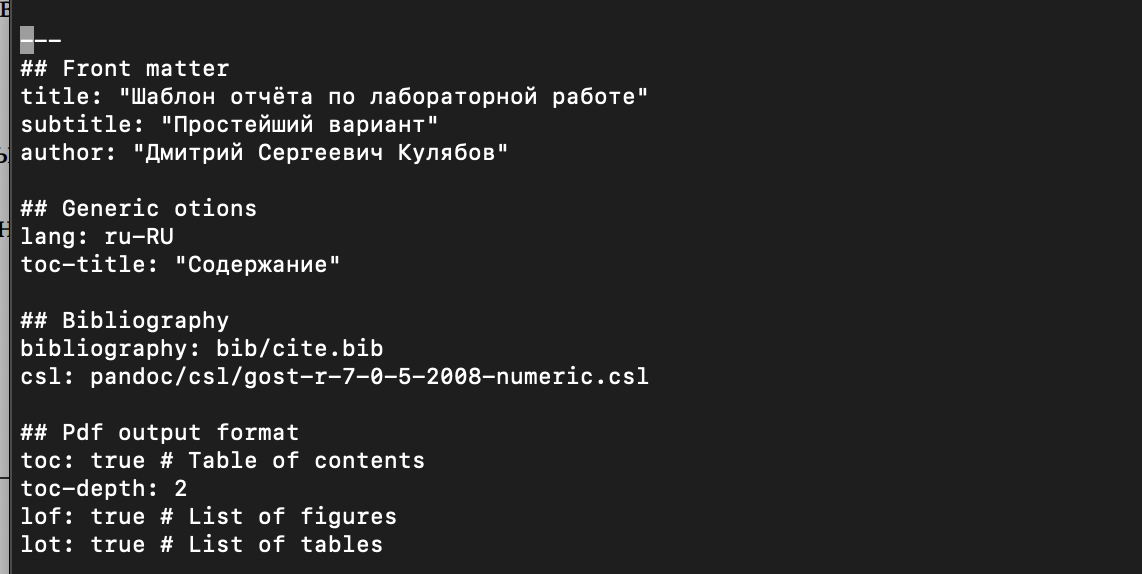 ---
## Front matter
title: "Шаблон отчёта по лабораторной работе"
subtitle: "Простейший вариант"
author: "Дмитрий Сергеевич Кулябов"
## Generic otions
lang: ru-RU
toc-title: "Содержание"
## Bibliography
bibliography: bib/cite.bib
csl: pandoc/csl/gost-r-7-0-5-2008-numeric.csl
## Pdf output format
toc: true # Table of contents
toc-depth: 2
lof: true # List of figures
lot: true # List of tables